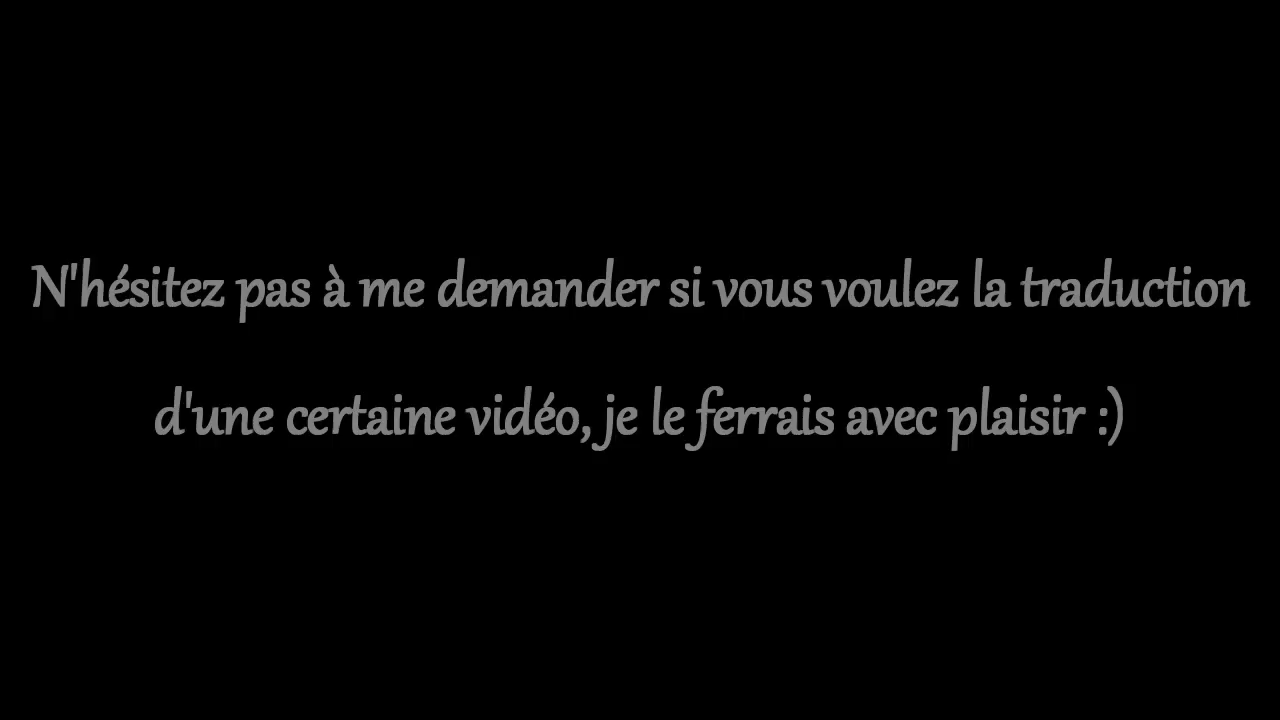 N'hésitez pas à me demander si vous voulez la traduction
d'une certaine vidéo, je le ferrais avec plaisir :)